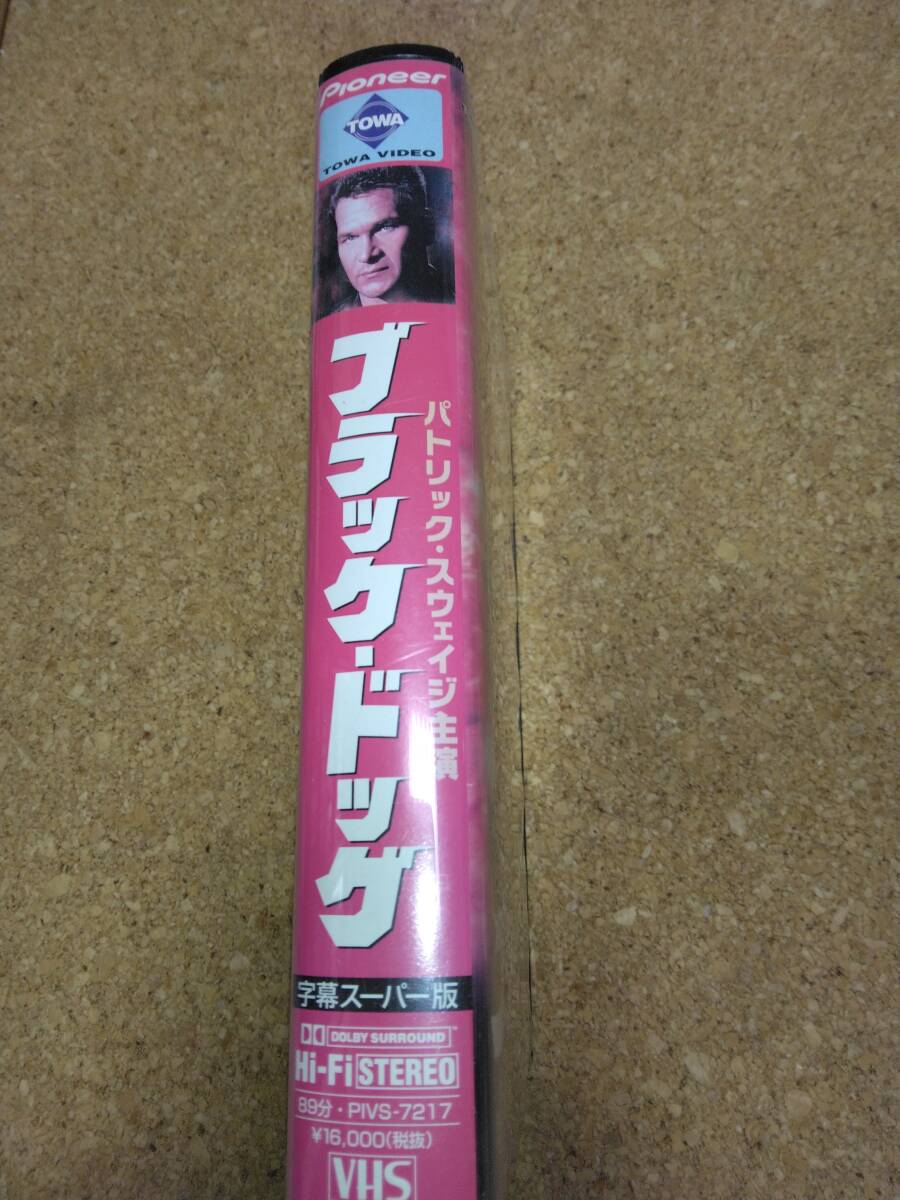 Pioneer
TOWA
TOWA VIDEO
ブラック・ドッグ
パトリック・スウェイジ主演
字幕スーパー版
DOLBY SURROUND™
Hi-Fi STEREO
89分・PIVS-7217
¥16,000(税抜)
VHS